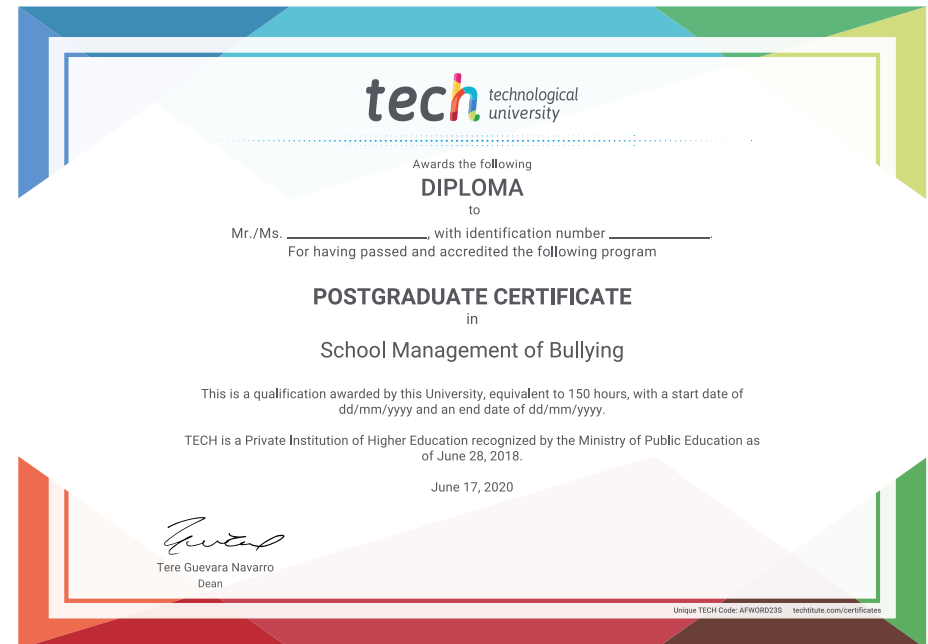 tech technological
university
Awards the following
DIPLOMA
to
Mr./Ms. ____________, with identification number ____________.
For having passed and accredited the following program
POSTGRADUATE CERTIFICATE
in
School Management of Bullying
This is a qualification awarded by this University, equivalent to 150 hours, with a start date of
dd/mm/yyyy and an end date of dd/mm/yyyy.
TECH is a Private Institution of Higher Education recognized by the Ministry of Public Education as
of June 28, 2018.
June 17, 2020
Tere Guevara Navarro
Dean
Unique TECH Code: AFWORD23S techtitute.com/certificates